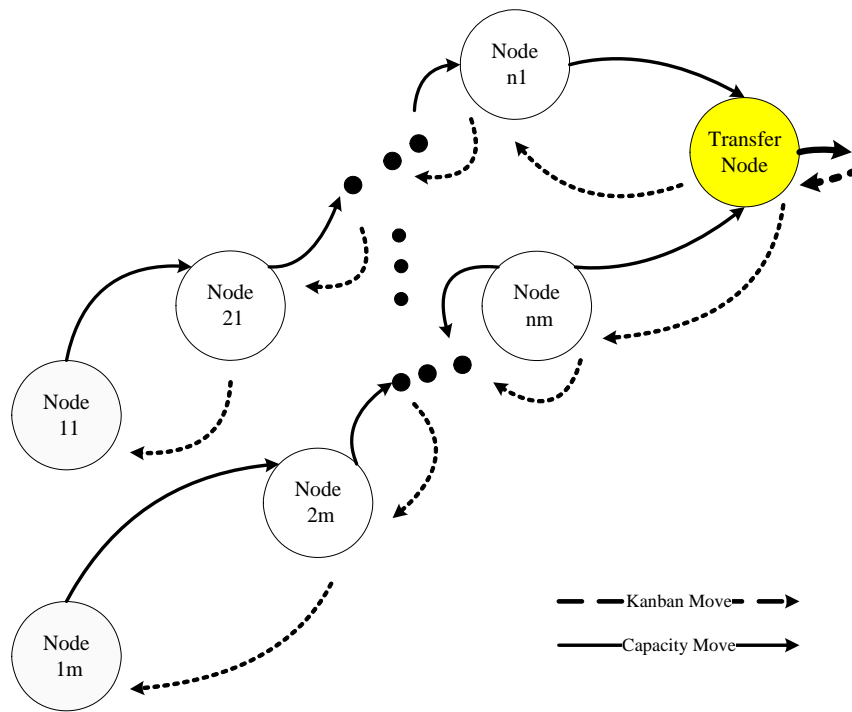 Node
n1
Transfer
Node
Node
21
Node
nm
Node
11
Node
2m
Node
1m
Kanban Move
Capacity Move